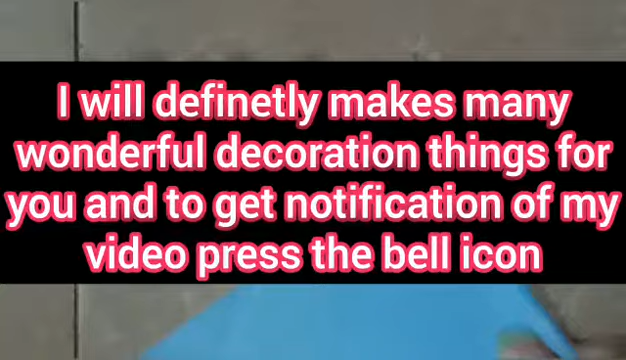 I will definetly makes many
wonderful decoration things for
you and to get notification of my
video press the bell icon